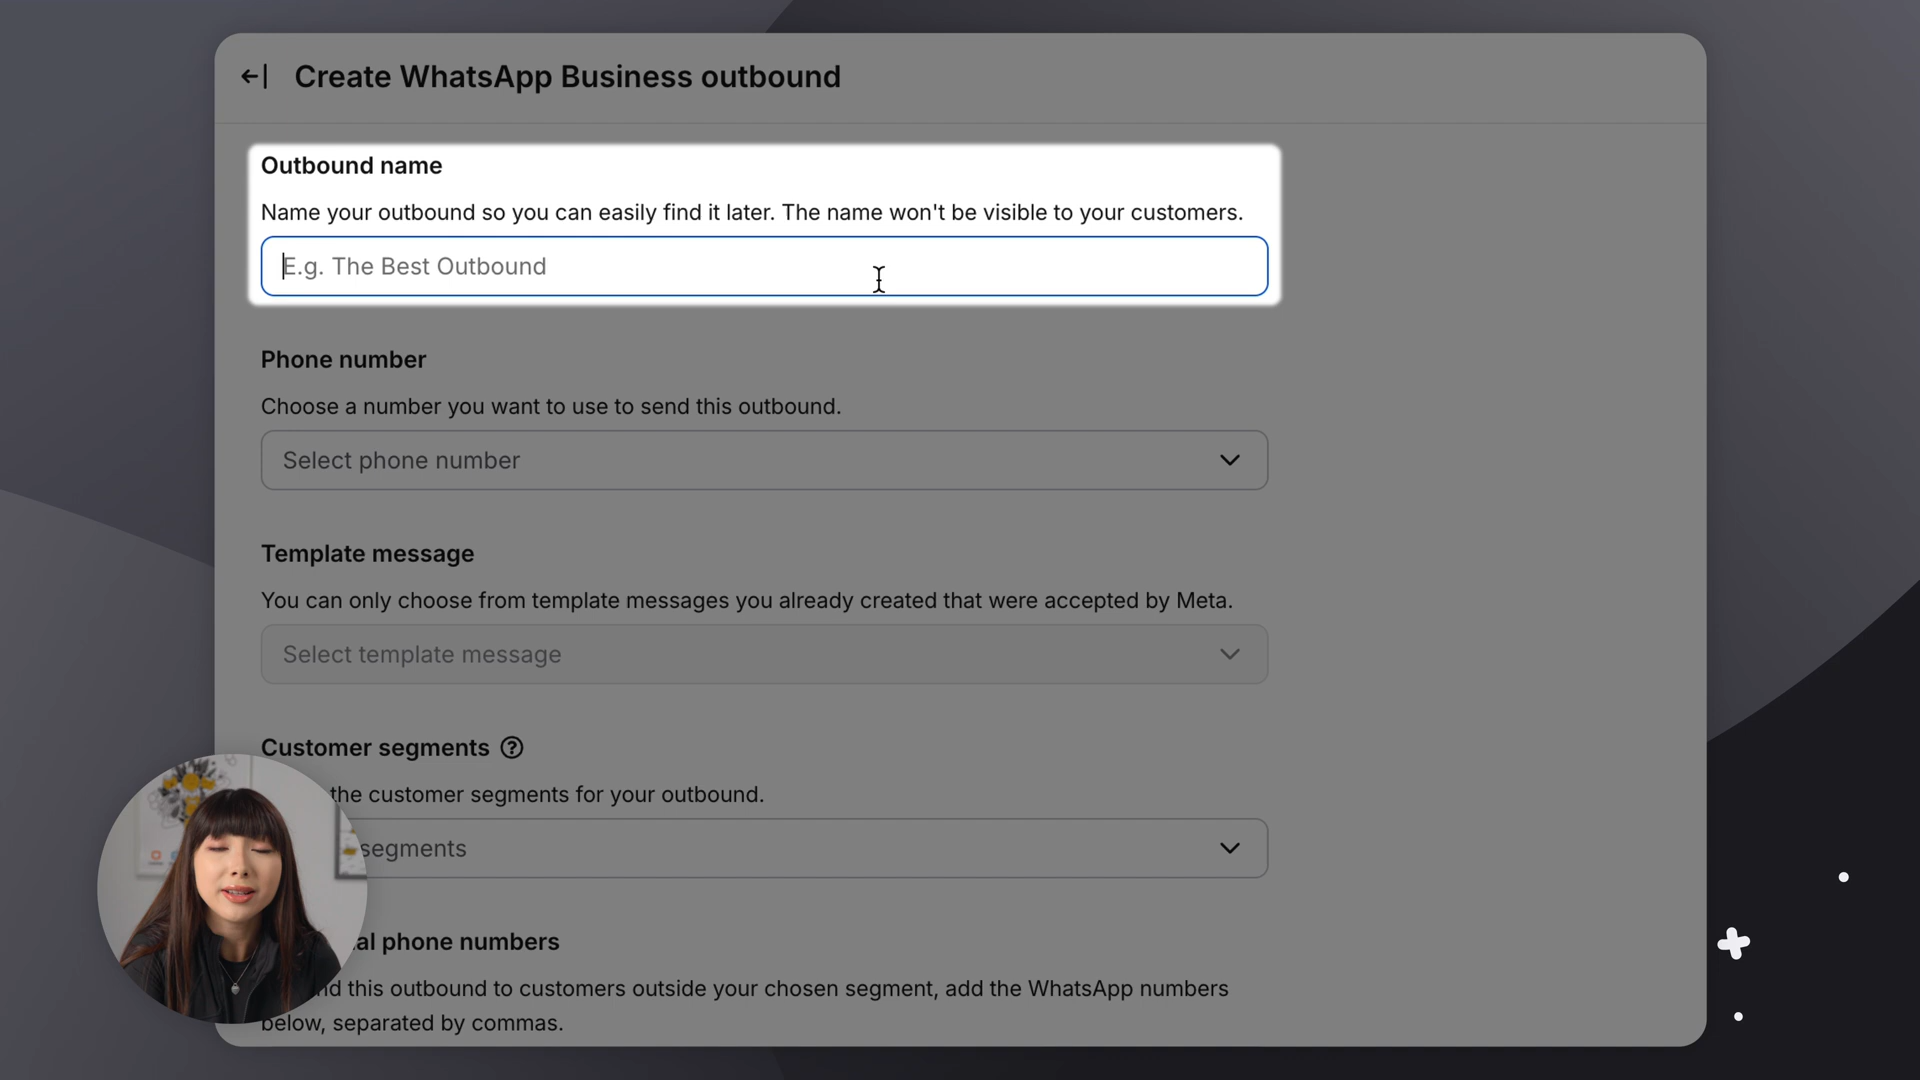 Create WhatsApp Business outbound
Outbound name
Name your outbound so you can easily find it later. The name won't be visible to your customers.
E.g. The Best Outbound
Phone number
Choose a number you want to use to send this outbound.
Select phone number
Template message
You can only choose from template messages you already created that were accepted by Meta.
Select template message
Customer segments
the customer segments for your outbound.
segments
phone numbers
this outbound to customers outside your chosen segment, add the WhatsApp numbers
below, separated by commas.